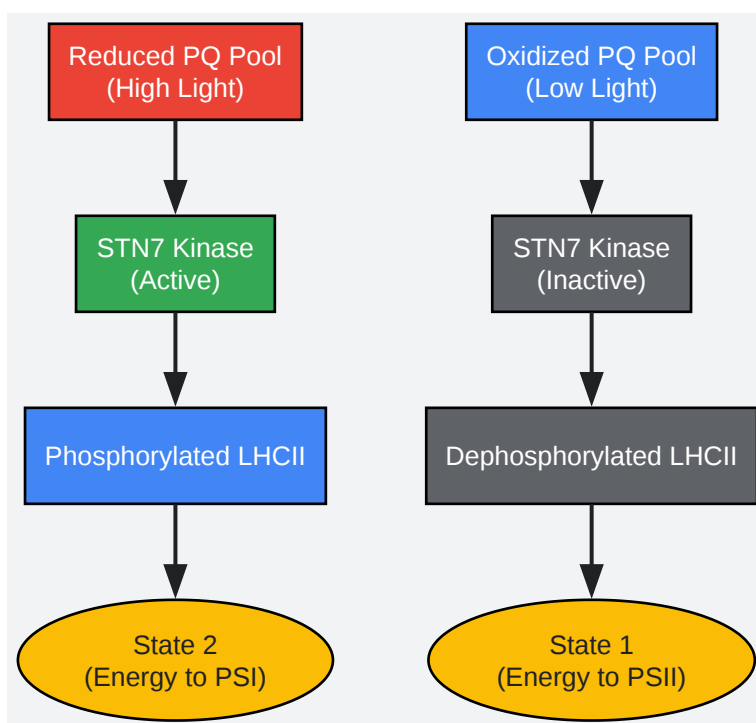 Reduced PQ Pool
(High Light)
STN7 Kinase
(Active)
Phosphorylated LHCII
State 2
(Energy to PSI)
Oxidized PQ Pool
(Low Light)
STN7 Kinase
(Inactive)
Dephosphorylated LHCII
State 1
(Energy to PSII)